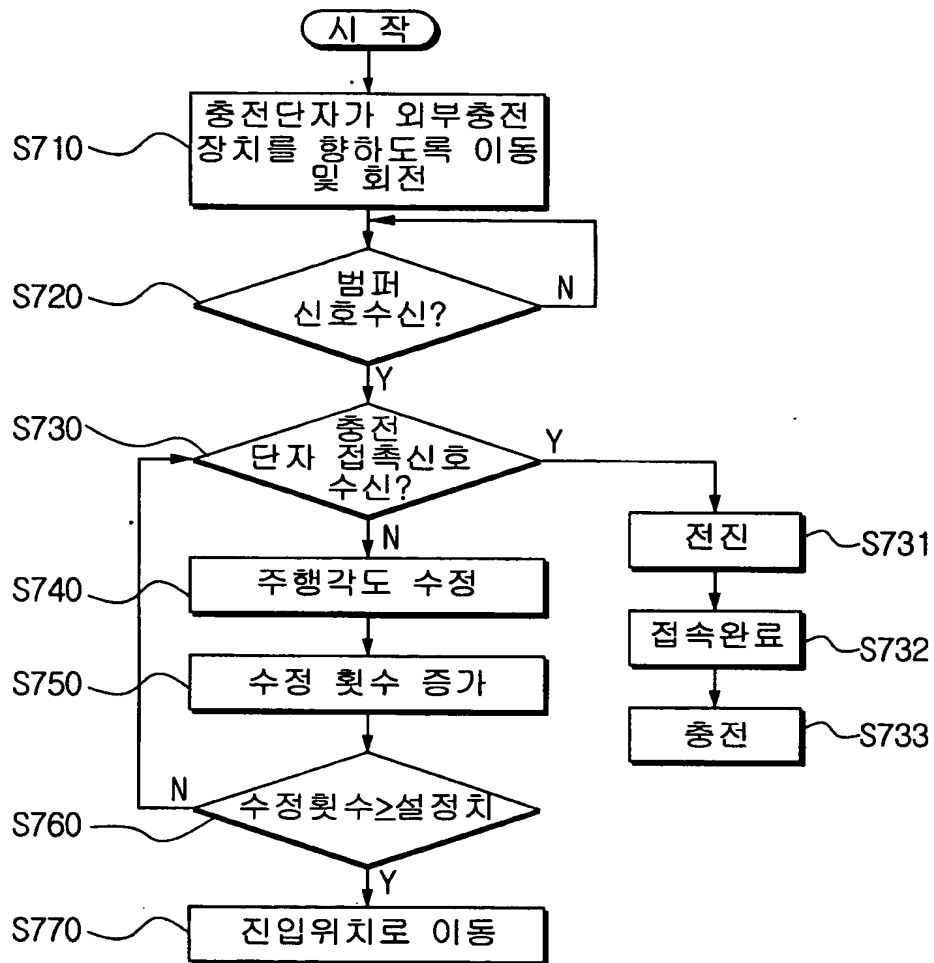 시 작
S710
충전단자가 외부충전
장치를 향하도록 이동
및 회전
S720
범퍼
신호수신?
N
Y
S730
충전
단자 접촉신호
수신?
Y
N
S731
전진
S740
주행각도 수정
S732
접속완료
S750
수정 횟수 증가
S733
충전
N
S760
수정횟수≥설정치
Y
S770
진입위치로 이동